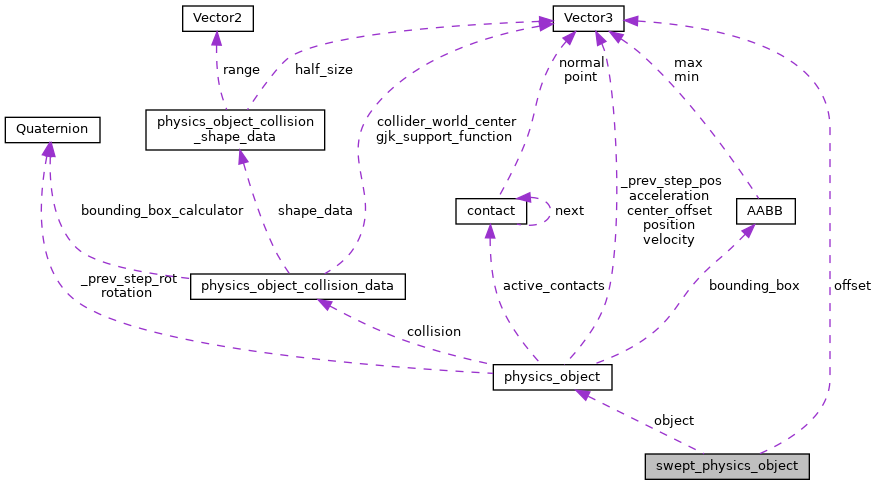 Vector2
Vector3
range
half_size
normal
point
max
min
physics_object_collision
_shape_data
Quaternion
collider_world_center
gjk_support_function
bounding_box_calculator
shape_data
contact
next
_prev_step_pos
acceleration
center_offset
position
velocity
AABB
_prev_step_rot
rotation
physics_object_collision_data
active_contacts
bounding_box
offset
collision
physics_object
object
swept_physics_object